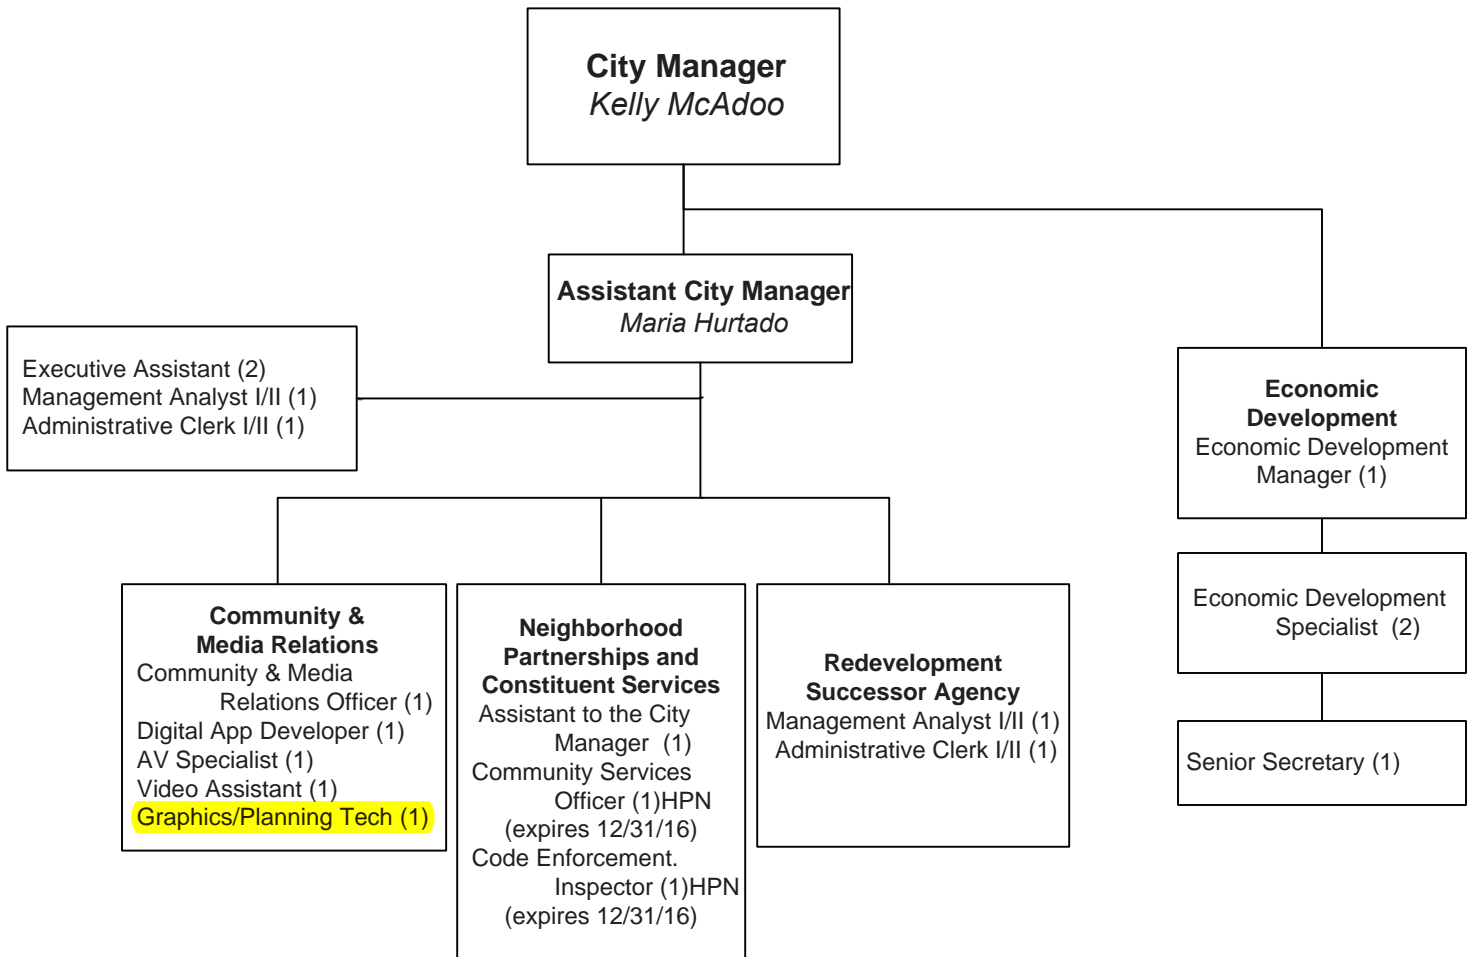 City Manager
Kelly McAdoo
Assistant City Manager
Maria Hurtado
Executive Assistant (2)
Management Analyst I/II (1)
Administrative Clerk I/II (1)
Economic
Development
Economic Development
Manager (1)
Economic Development
Specialist (2)
Senior Secretary (1)
Community &
Media Relations
Community & Media
Relations Officer (1)
Digital App Developer (1)
AV Specialist (1)
Video Assistant (1)
Graphics/Planning Tech (1)
Neighborhood
Partnerships and
Constituent Services
Assistant to the City
Manager (1)
Community Services
Officer (1)HPN
(expires 12/31/16)
Code Enforcement.
Inspector (1)HPN
(expires 12/31/16)
Redevelopment
Successor Agency
Management Analyst I/II (1)
Administrative Clerk I/II (1)